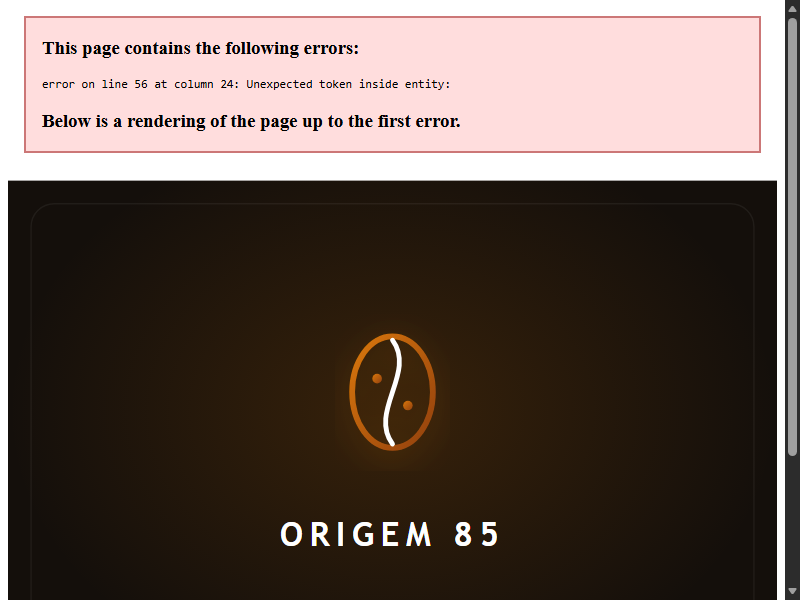 This page contains the following errors:
error on line 56 at column 24: Unexpected token inside entity:
Below is a rendering of the page up to the first error.
ORIGEM 85